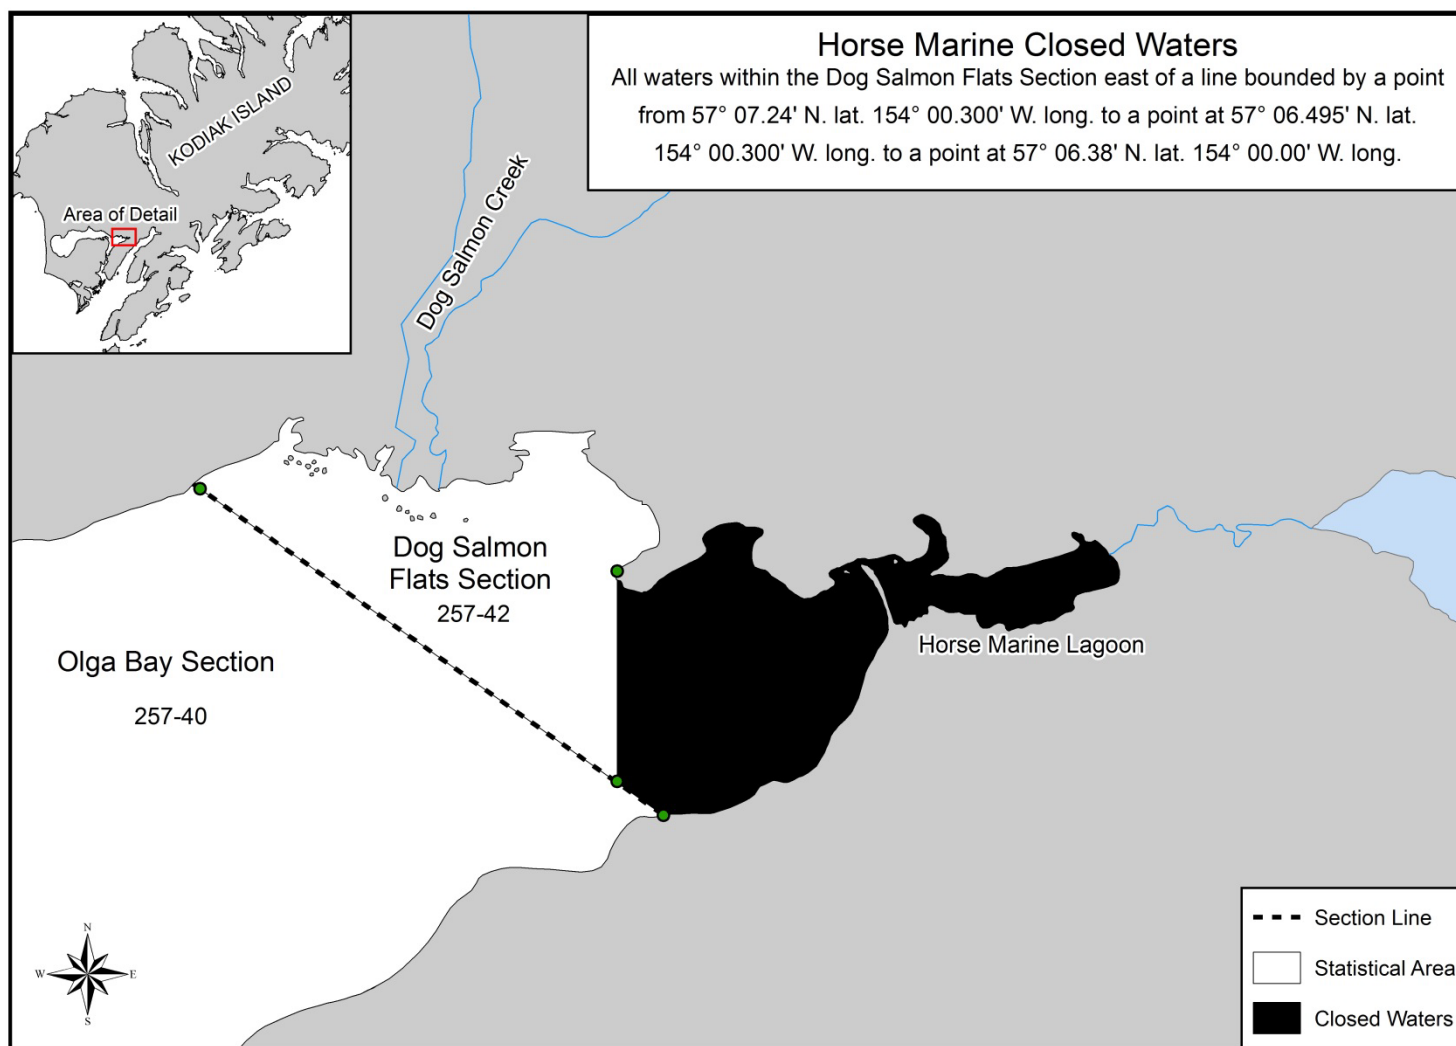 Horse Marine Closed Waters
All waters within the Dog Salmon Flats Section east of a line bounded by a point
from 57° 07.24' N. lat. 154° 00.300' W. long. to a point at 57° 06.495' N. lat.
154° 00.300' W. long. to a point at 57° 06.38' N. lat. 154° 00.00' W. long.
KODIAK ISLAND
Area of Detail
Dog Salmon Creek
Dog Salmon
Flats Section
257-42
Olga Bay Section
257-40
Horse Marine Lagoon
N
W
E
S
Section Line
Statistical Area
Closed Waters